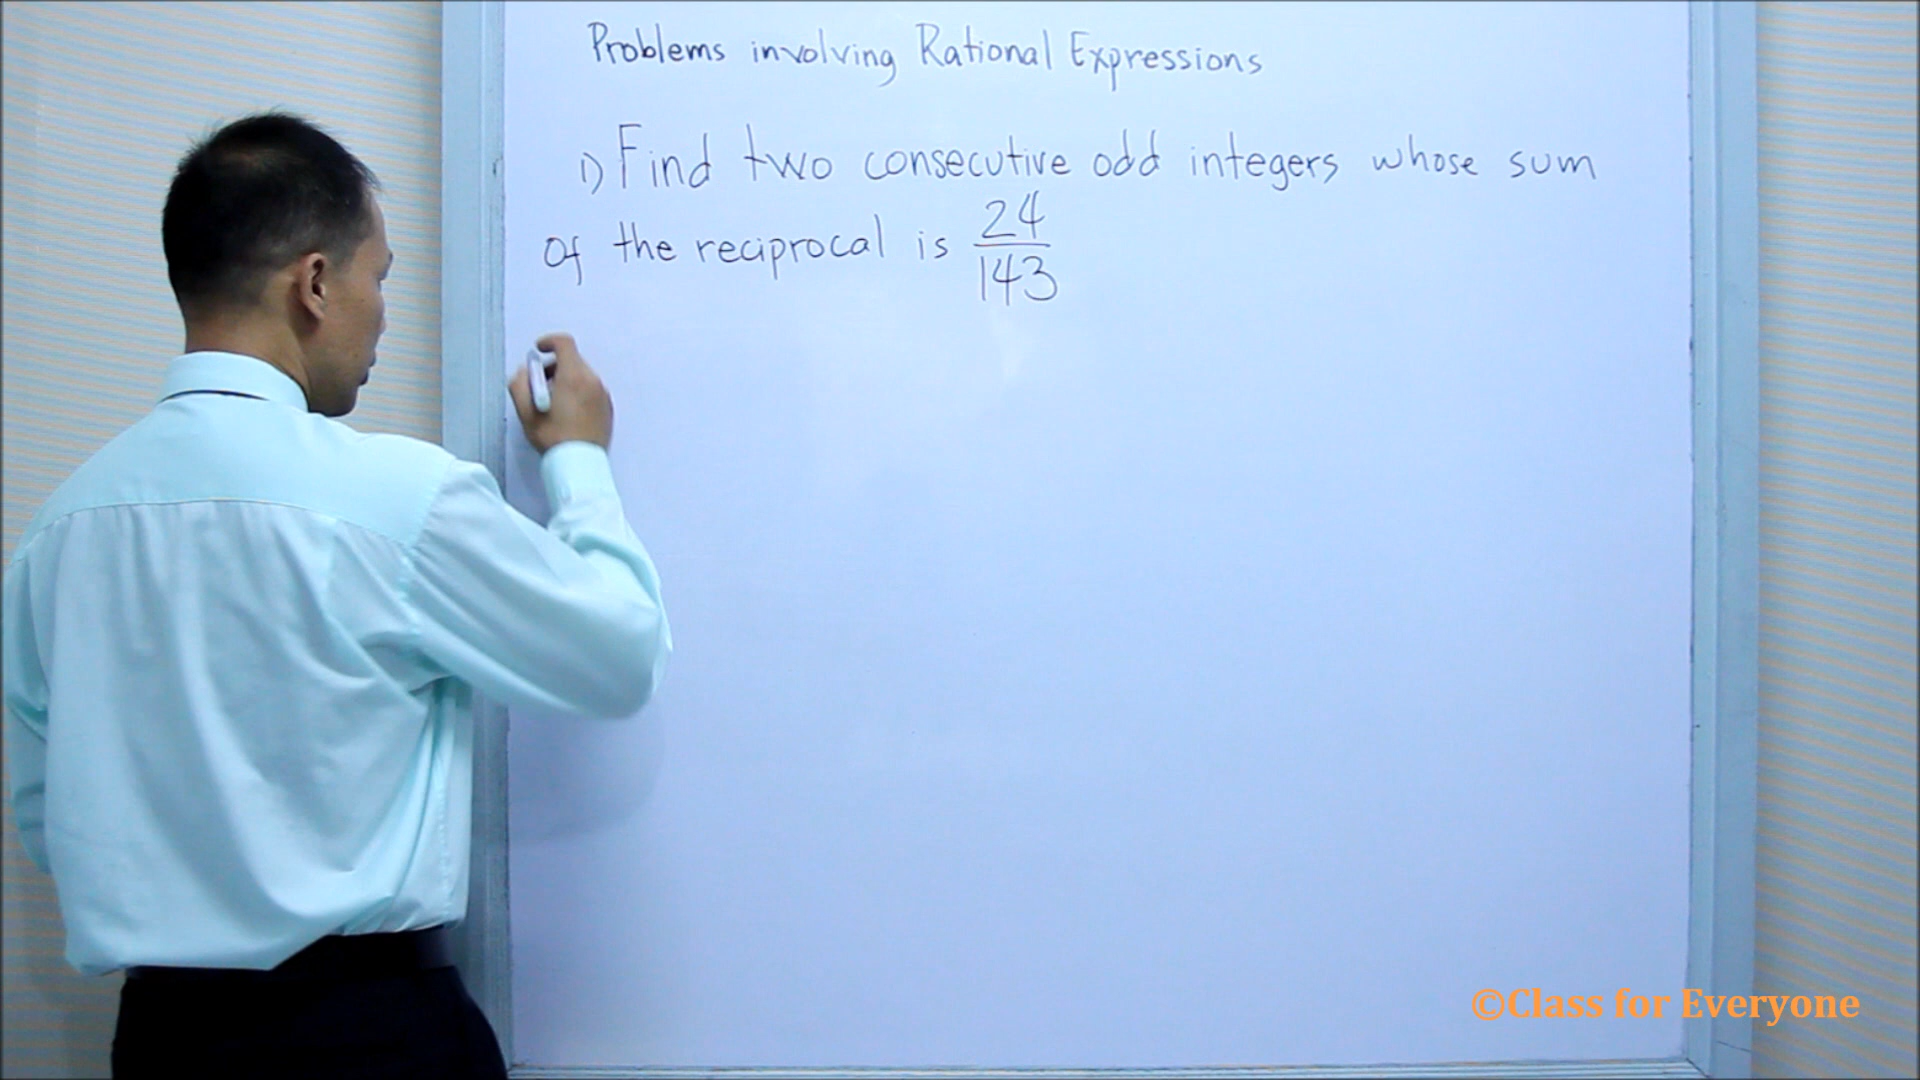 Problems involving Rational Expressions
1) Find two consecutive odd integers whose sum
of the reciprocal is 24/143
©Class for Everyone